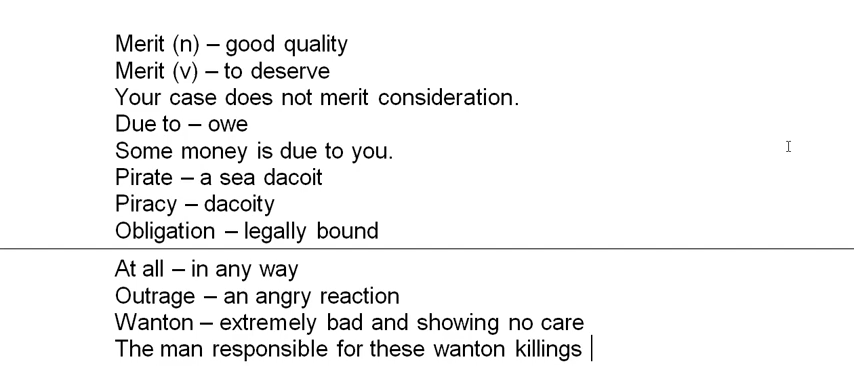 Merit (n) – good quality
Merit (v) – to deserve
Your case does not merit consideration.
Due to – owe
Some money is due to you.
Pirate – a sea dacoit
Piracy – dacoity
Obligation – legally bound
At all – in any way
Outrage – an angry reaction
Wanton – extremely bad and showing no care
The man responsible for these wanton killings